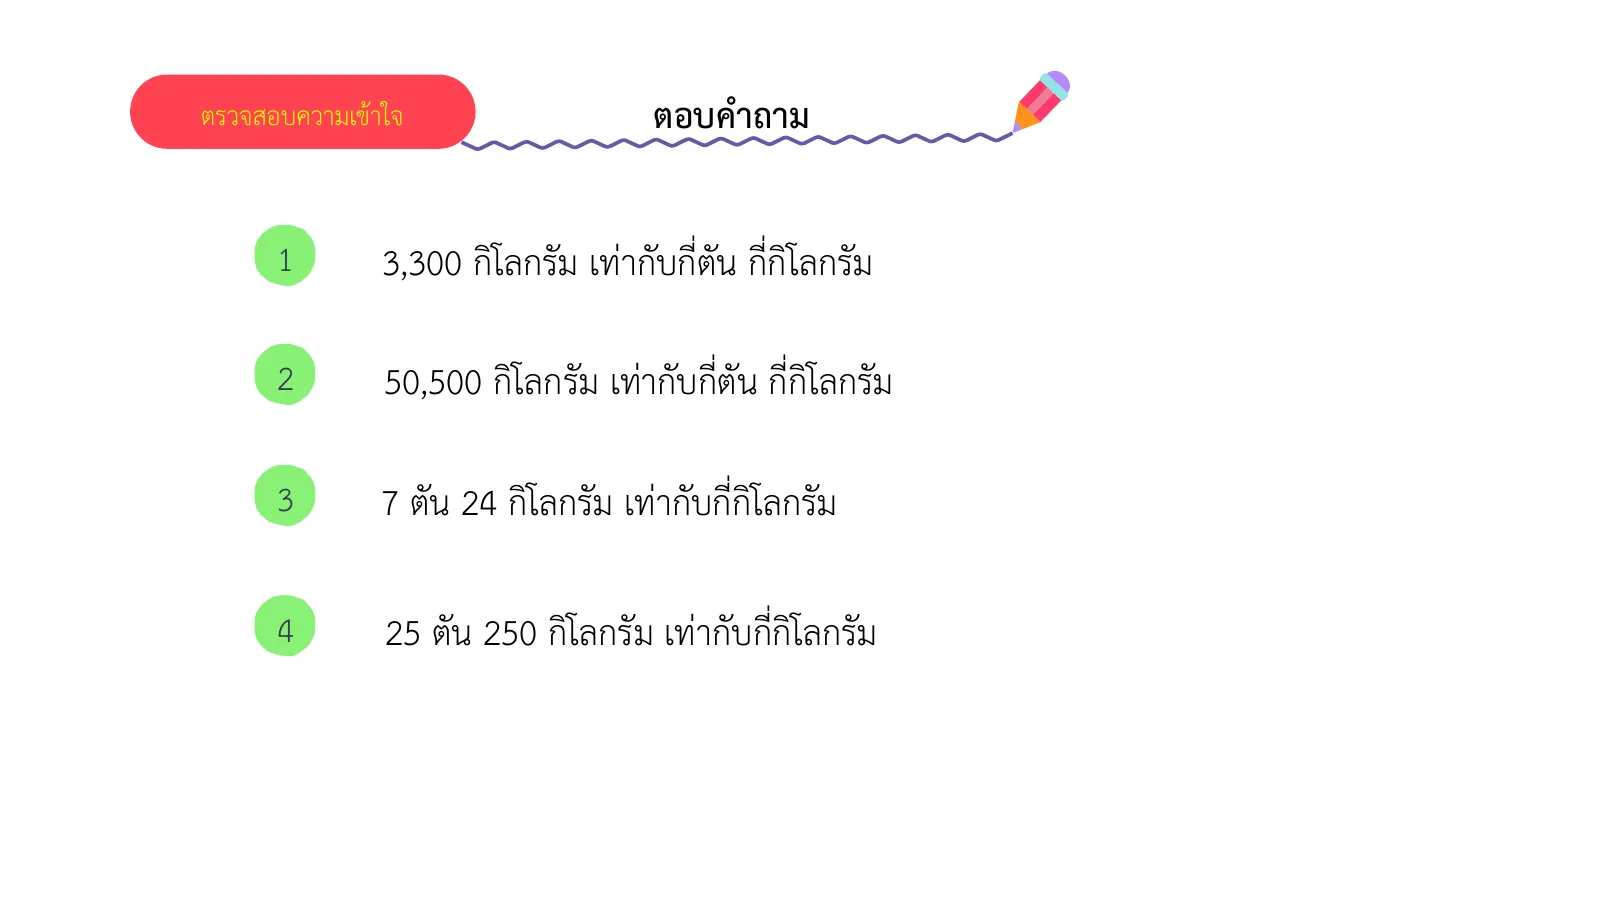 ตรวจสอบความเข้าใจ
ตอบคำถาม
1 3,300 กิโลกรัม เท่ากับกี่ตัน กี่กิโลกรัม
2 50,500 กิโลกรัม เท่ากับกี่ตัน กี่กิโลกรัม
3 7 ตัน 24 กิโลกรัม เท่ากับกี่กิโลกรัม
4 25 ตัน 250 กิโลกรัม เท่ากับกี่กิโลกรัม